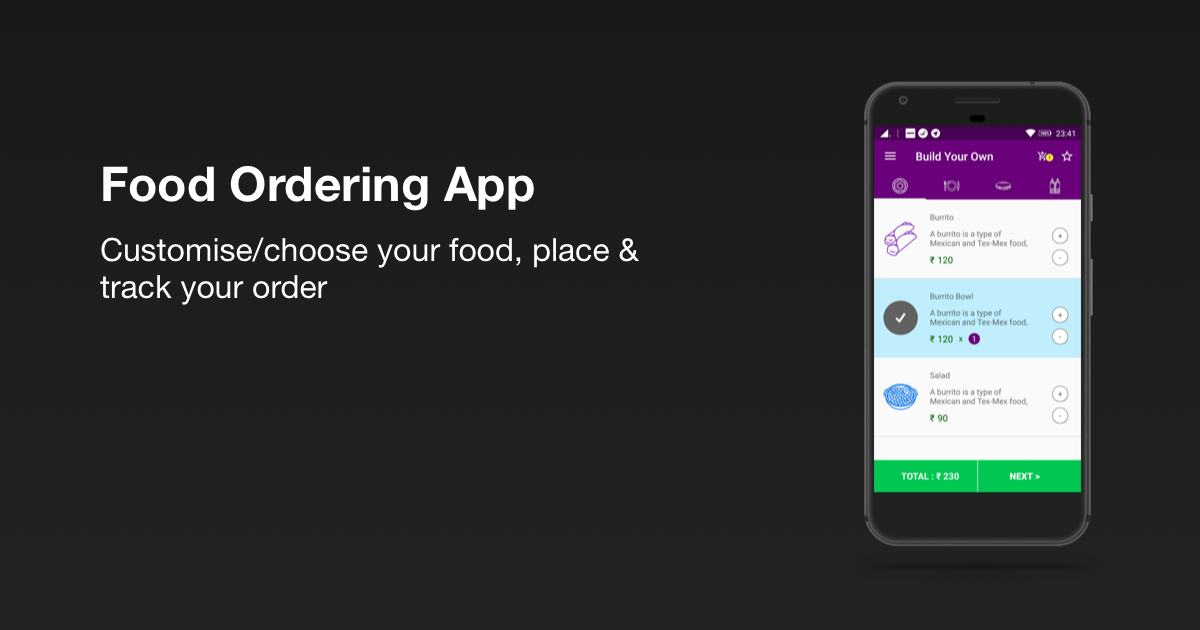 Food Ordering App
Customise/choose your food, place &
track your order
23:41
Build Your Own
Burrito
A burrito is a type of
Mexican and Tex-Mex food,
₹ 120
+
-
Burrito Bowl
A burrito is a type of
Mexican and Tex-Mex food,
₹ 120 x 1
+
-
Salad
A burrito is a type of
Mexican and Tex-Mex food,
₹ 90
+
-
TOTAL : ₹ 230
NEXT >